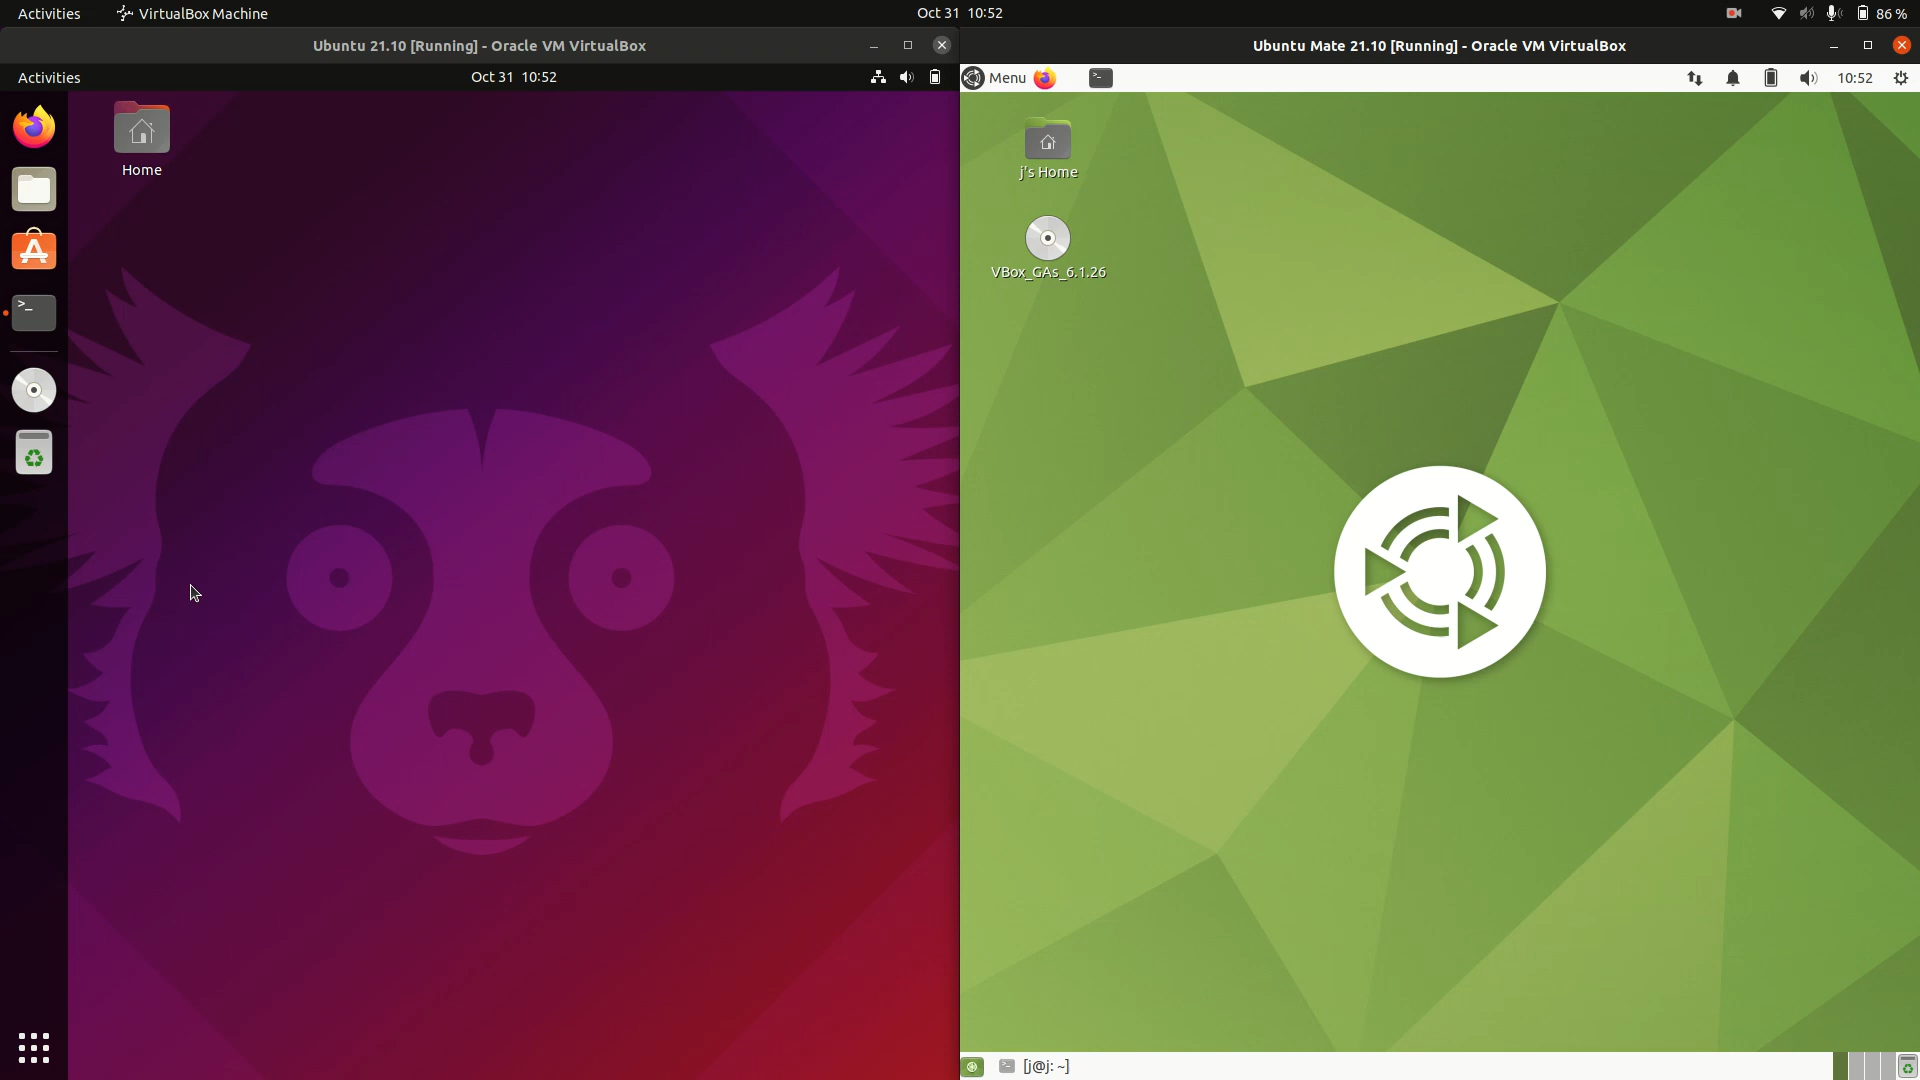 Activities VirtualBox Machine Oct 31 10:52 86 %
Ubuntu 21.10 [Running] - Oracle VM VirtualBox
Activities Oct 31 10:52
Home
Ubuntu Mate 21.10 [Running] - Oracle VM VirtualBox
Menu 10:52
j's Home
VBox_GAs_6.1.26
[j@j: ~]